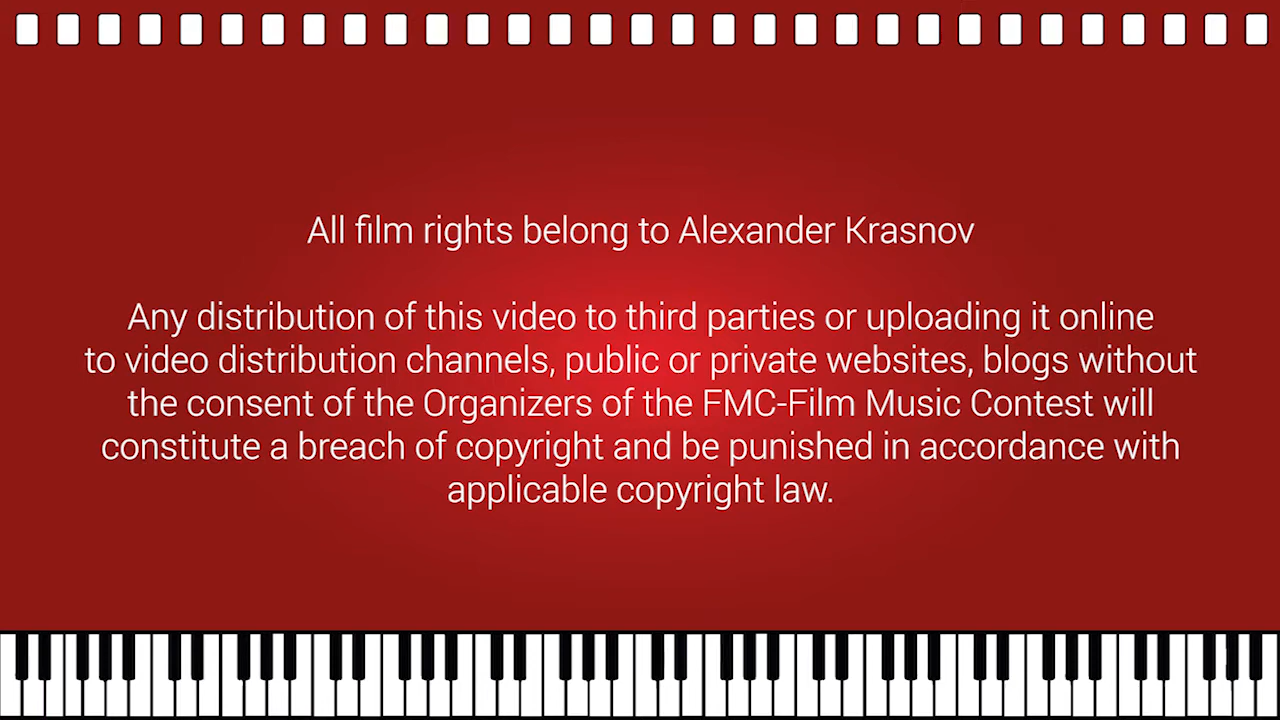 All film rights belong to Alexander Krasnov
Any distribution of this video to third parties or uploading it online
to video distribution channels, public or private websites, blogs without
the consent of the Organizers of the FMC-Film Music Contest will
constitute a breach of copyright and be punished in accordance with
applicable copyright law.